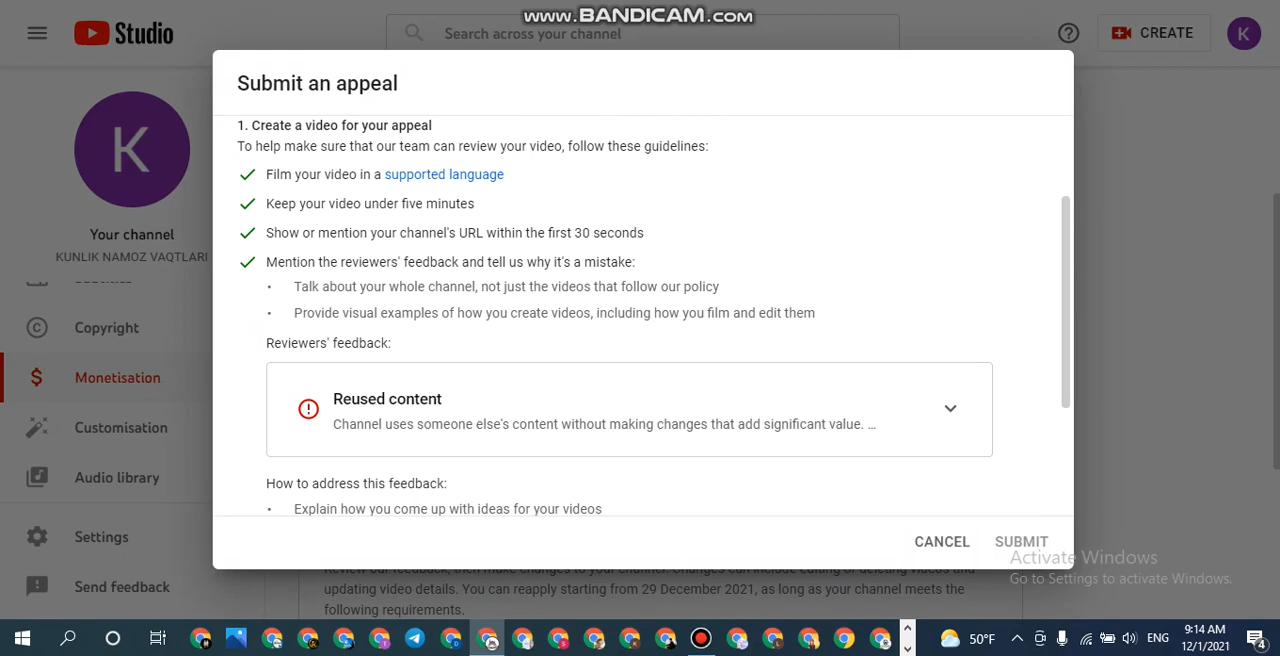 www.BANDICAM.com
Studio
Search across your channel
CREATE
K
K
Your channel
KUNLIK NAMOZ VAQTLARI
Copyright
Monetisation
Customisation
Audio library
Settings
Send feedback
Submit an appeal
1. Create a video for your appeal
To help make sure that our team can review your video, follow these guidelines:
Film your video in a supported language
Keep your video under five minutes
Show or mention your channel's URL within the first 30 seconds
Mention the reviewers' feedback and tell us why it's a mistake:
• Talk about your whole channel, not just the videos that follow our policy
• Provide visual examples of how you create videos, including how you film and edit them
Reviewers' feedback:
Reused content
Channel uses someone else's content without making changes that add significant value. ...
How to address this feedback:
• Explain how you come up with ideas for your videos
CANCEL
SUBMIT
Activate Windows
Go to Settings to activate Windows.
updating video details. You can reapply starting from 29 December 2021, as long as your channel meets the
following requirements.
50°F
ENG
9:14 AM
12/1/2021
4